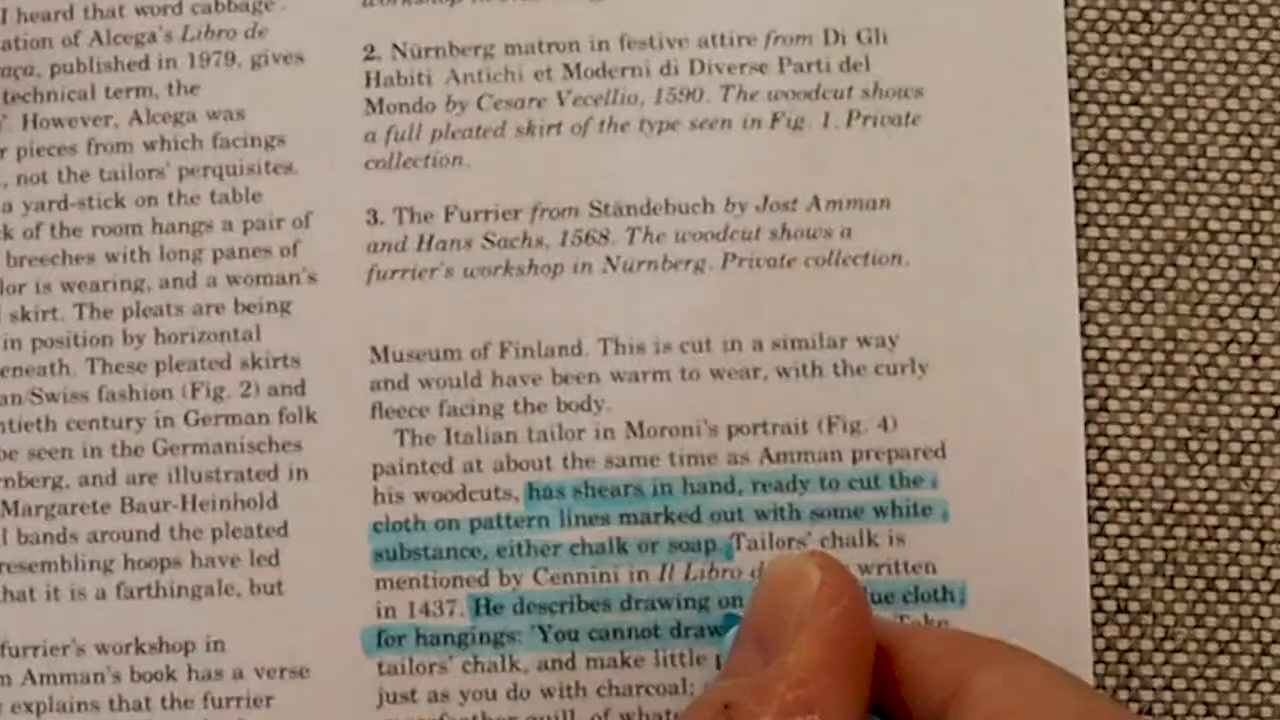 I heard that word cabbage.
ation of Alcega's Libro de
aça, published in 1979, gives
technical term, the
However, Alcega was
r pieces from which facings
, not the tailors' perquisites.
a yard-stick on the table
k of the room hangs a pair of
breeches with long panes of
lor is wearing, and a woman's
skirt. The pleats are being
in position by horizontal
eneath. These pleated skirts
an/Swiss fashion (Fig. 2) and
ntieth century in German folk
be seen in the Germanisches
rnberg, and are illustrated in
Margarete Baur-Heinhold
l bands around the pleated
resembling hoops have led
hat it is a farthingale, but
furrier's workshop in
n Amman's book has a verse
explains that the furrier
2. Nürnberg matron in festive attire from Di Gli
Habiti Antichi et Moderni di Diverse Parti del
Mondo by Cesare Vecellio, 1590. The woodcut shows
a full pleated skirt of the type seen in Fig. 1. Private
collection.
3. The Furrier from Ständebuch by Jost Amman
and Hans Sachs, 1568. The woodcut shows a
furrier's workshop in Nürnberg. Private collection.
Museum of Finland. This is cut in a similar way
and would have been warm to wear, with the curly
fleece facing the body.
The Italian tailor in Moroni's portrait (Fig. 4)
painted at about the same time as Amman prepared
his woodcuts, has shears in hand, ready to cut the
cloth on pattern lines marked out with some white
substance, either chalk or soap. Tailors' chalk is
mentioned by Cennini in Il Libro d written
in 1437. He describes drawing on ue cloth
for hangings: 'You cannot draw Take
tailors' chalk, and make little
just as you do with charcoal;
quill, of